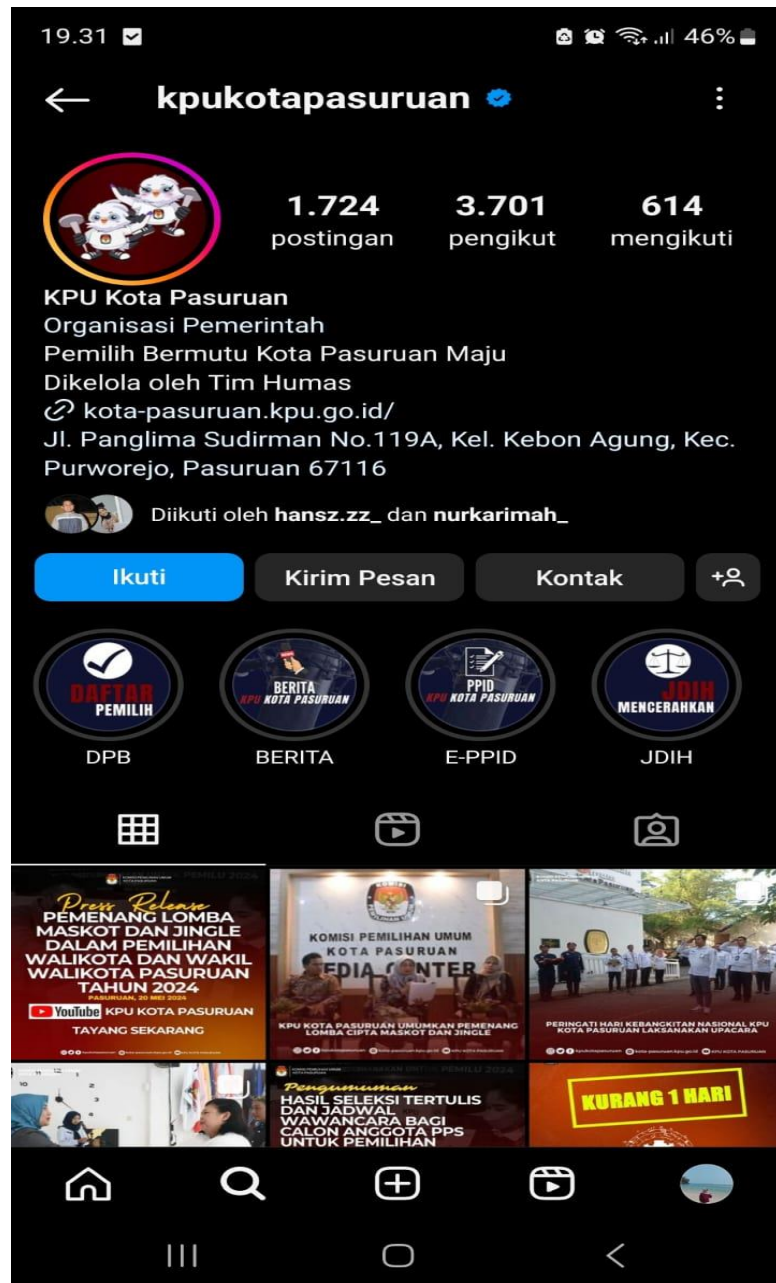 19.31
46%
kpukotapasuruan
1.724
3.701
614
postingan
pengikut
mengikuti
KPU Kota Pasuruan
Organisasi Pemerintah
Pemilih Bermutu Kota Pasuruan Maju
Dikelola oleh Tim Humas
kota-pasuruan.kpu.go.id/
Jl. Panglima Sudirman No.119A, Kel. Kebon Agung, Kec.
Purworejo, Pasuruan 67116
Diikuti oleh hansz.zz_ dan nurkarimah_
Ikuti
Kirim Pesan
Kontak
DAFTAR
PEMILIH
BERITA
KPU KOTA PASURUAN
PPID
KPU KOTA PASURUAN
JDIH
MENCERAHKAN
DPB
BERITA
E-PPID
JDIH
Press Release
PEMENANG LOMBA
MASKOT DAN JINGLE
DALAM PEMILIHAN
WALIKOTA DAN WAKIL
WALIKOTA PASURUAN
TAHUN 2024
PASURUAN, 20 MEI 2024
YouTube KPU KOTA PASURUAN
TAYANG SEKARANG
KOMISI PEMILIHAN UMUM
KOTA PASURUAN
MEDIA CENTER
KPU KOTA PASURUAN UMUMKAN PEMENANG
LOMBA CIPTA MASKOT DAN JINGLE
PERINGATI HARI KEBANGKITAN NASIONAL KPU
KOTA PASURUAN LAKSANAKAN UPACARA
Pengumuman
HASIL SELEKSI TERTULIS
DAN JADWAL
WAWANCARA BAGI
CALON ANGGOTA PPS
UNTUK PEMILIHAN
KURANG 1 HARI